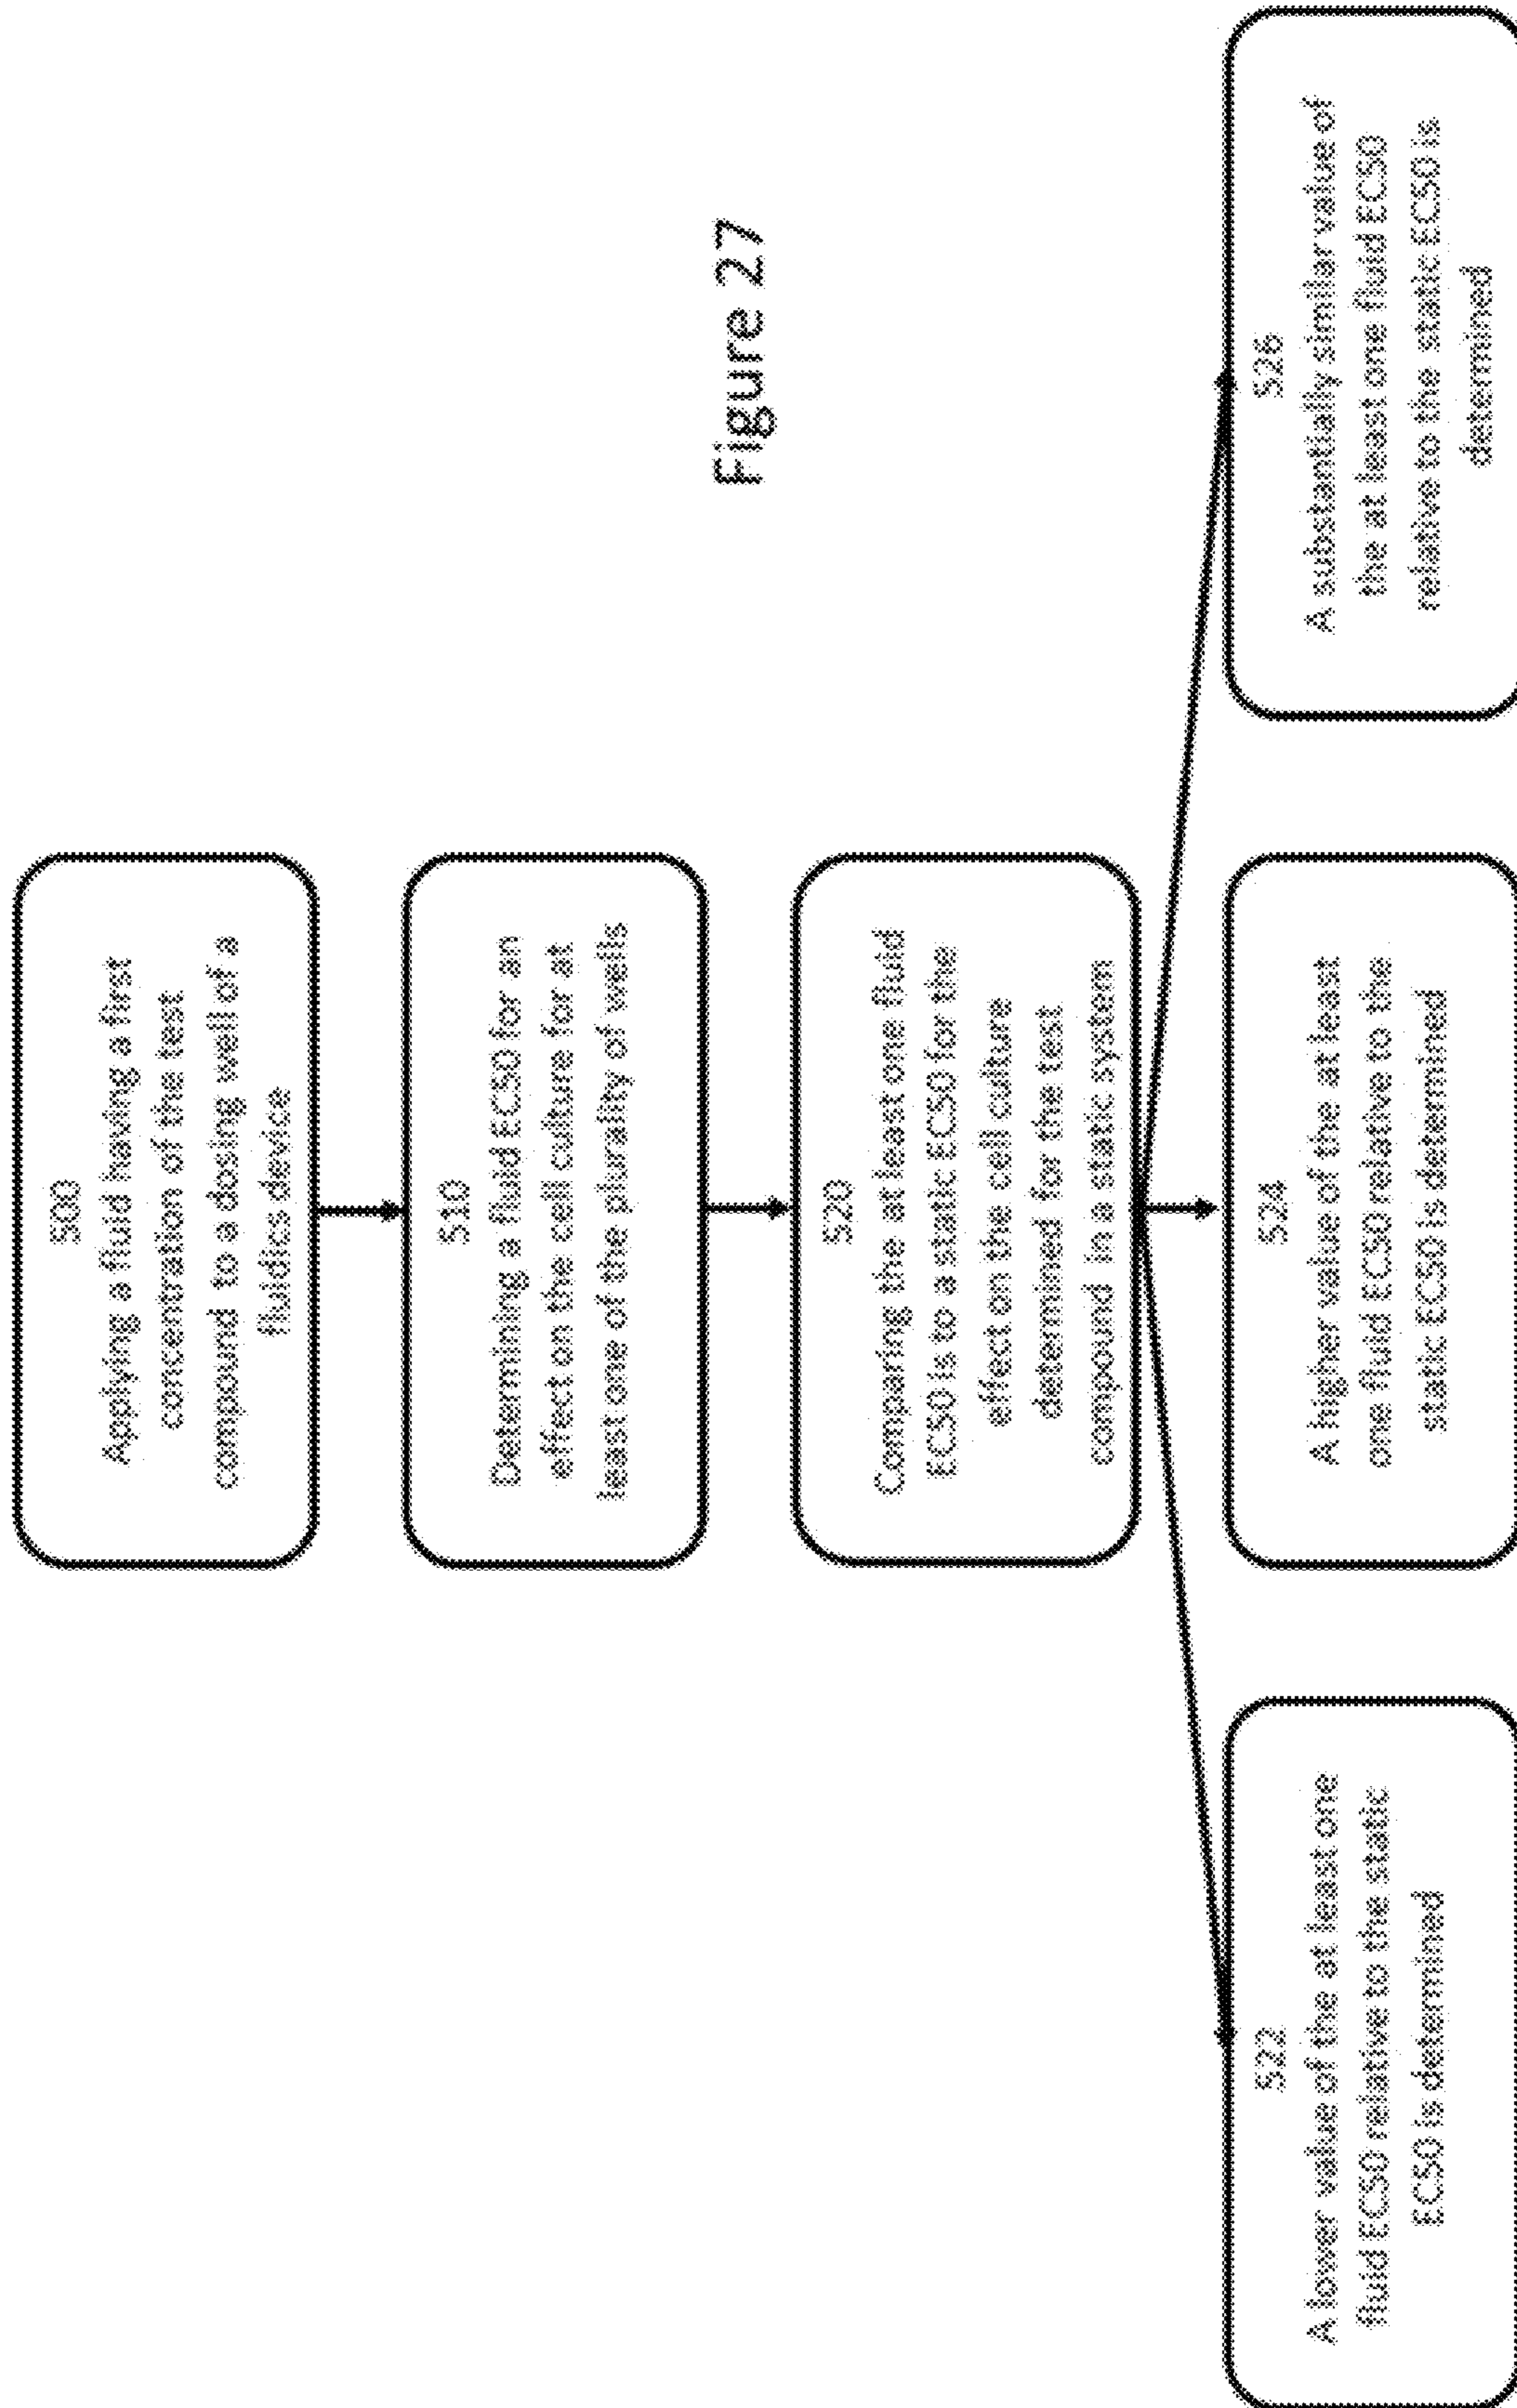 500
Applying a fluid having a first
concentration of the test
compound to a dosing well of a
fluidics device
510
Determining a fluid EC50 for an
effect on the cell culture for at
least one of the plurality of wells
520
Comparing the at least one fluid
EC50 is to a static EC50 for the
effect on the cell culture
determined for the test
compound in a static system
522
A lower value of the at least one
fluid EC50 relative to the static
EC50 is determined
524
A higher value of the at least
one fluid EC50 relative to the
static EC50 is determined
526
A substantially similar value of
the at least one fluid EC50
relative to the static EC50 is
determined
Figure 27